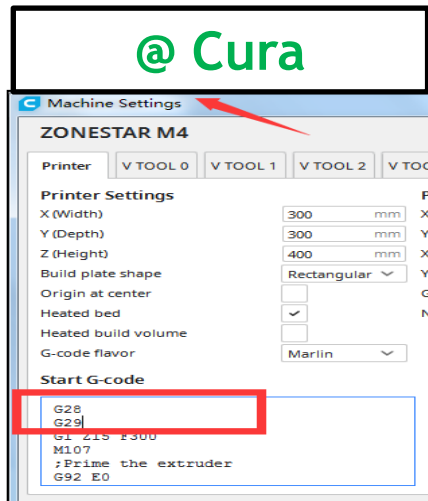 @ Cura
Machine Settings
ZONESTAR M4
Printer V TOOL 0 V TOOL 1 V TOOL 2 V TOO
Printer Settings
X (Width) 300 mm X
Y (Depth) 300 mm Y
Z (Height) 400 mm X
Build plate shape Rectangular Y
Origin at center
Heated bed
Heated build volume
G-code flavor Marlin
Start G-code
G28
G29
G1 Z15 F300
M107
;Prime the extruder
G92 E0